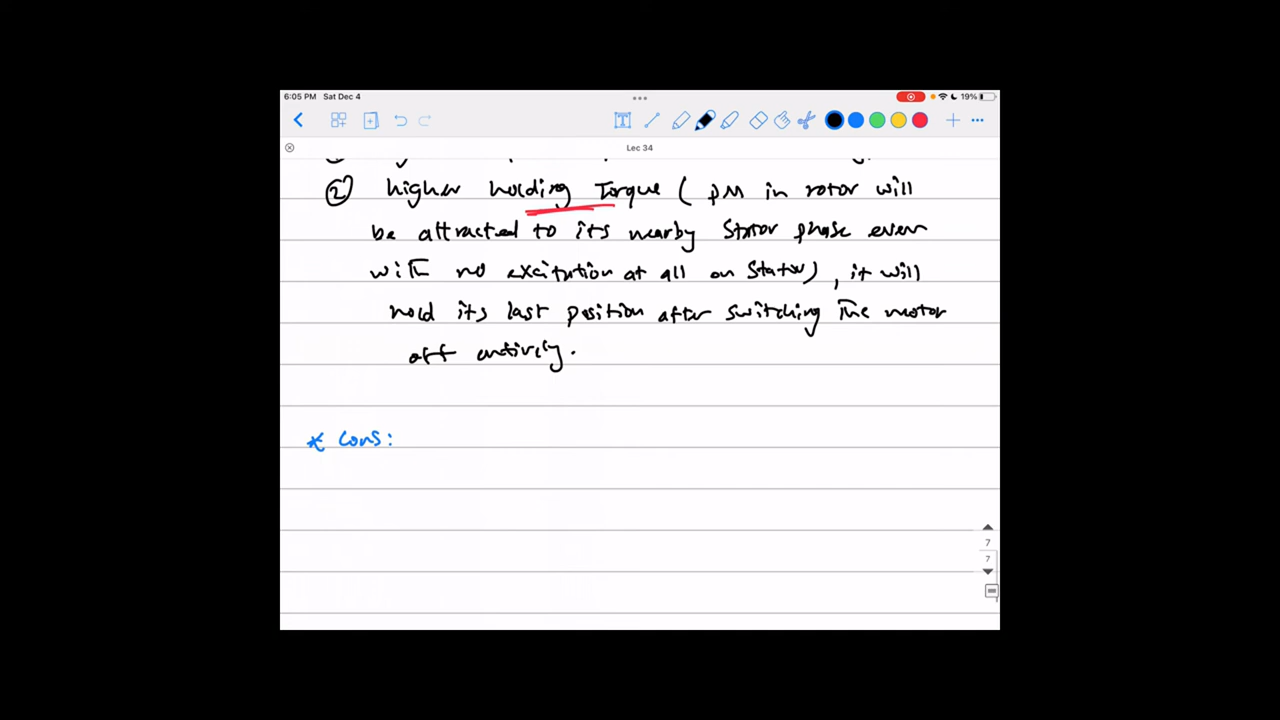 6:05 PM Sat Dec 4
19%
Lec 34
② higher holding Torque ( PM in rotor will
be attracted to its nearby Stator phase even
with no excitation at all on Stator) , it will
hold its last position after switching the motor
off entirely.
* Cons:
7
7